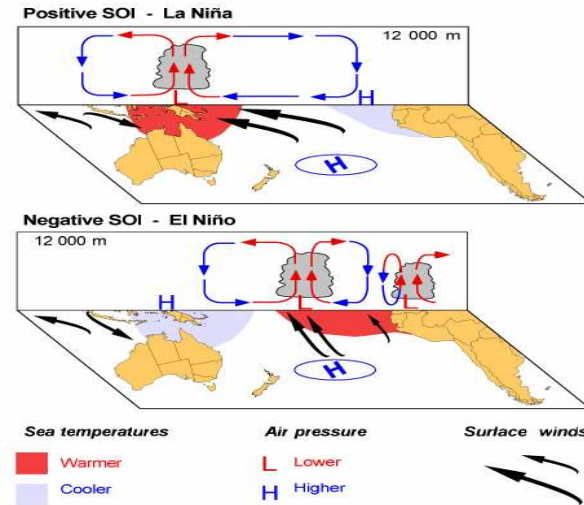 Positive SOI - La Niña
12 000 m
L
H
H
Negative SOI - El Niño
12 000 m
H
L
L
H
Sea temperatures Air pressure Surface winds
Warmer L Lower
Cooler H Higher